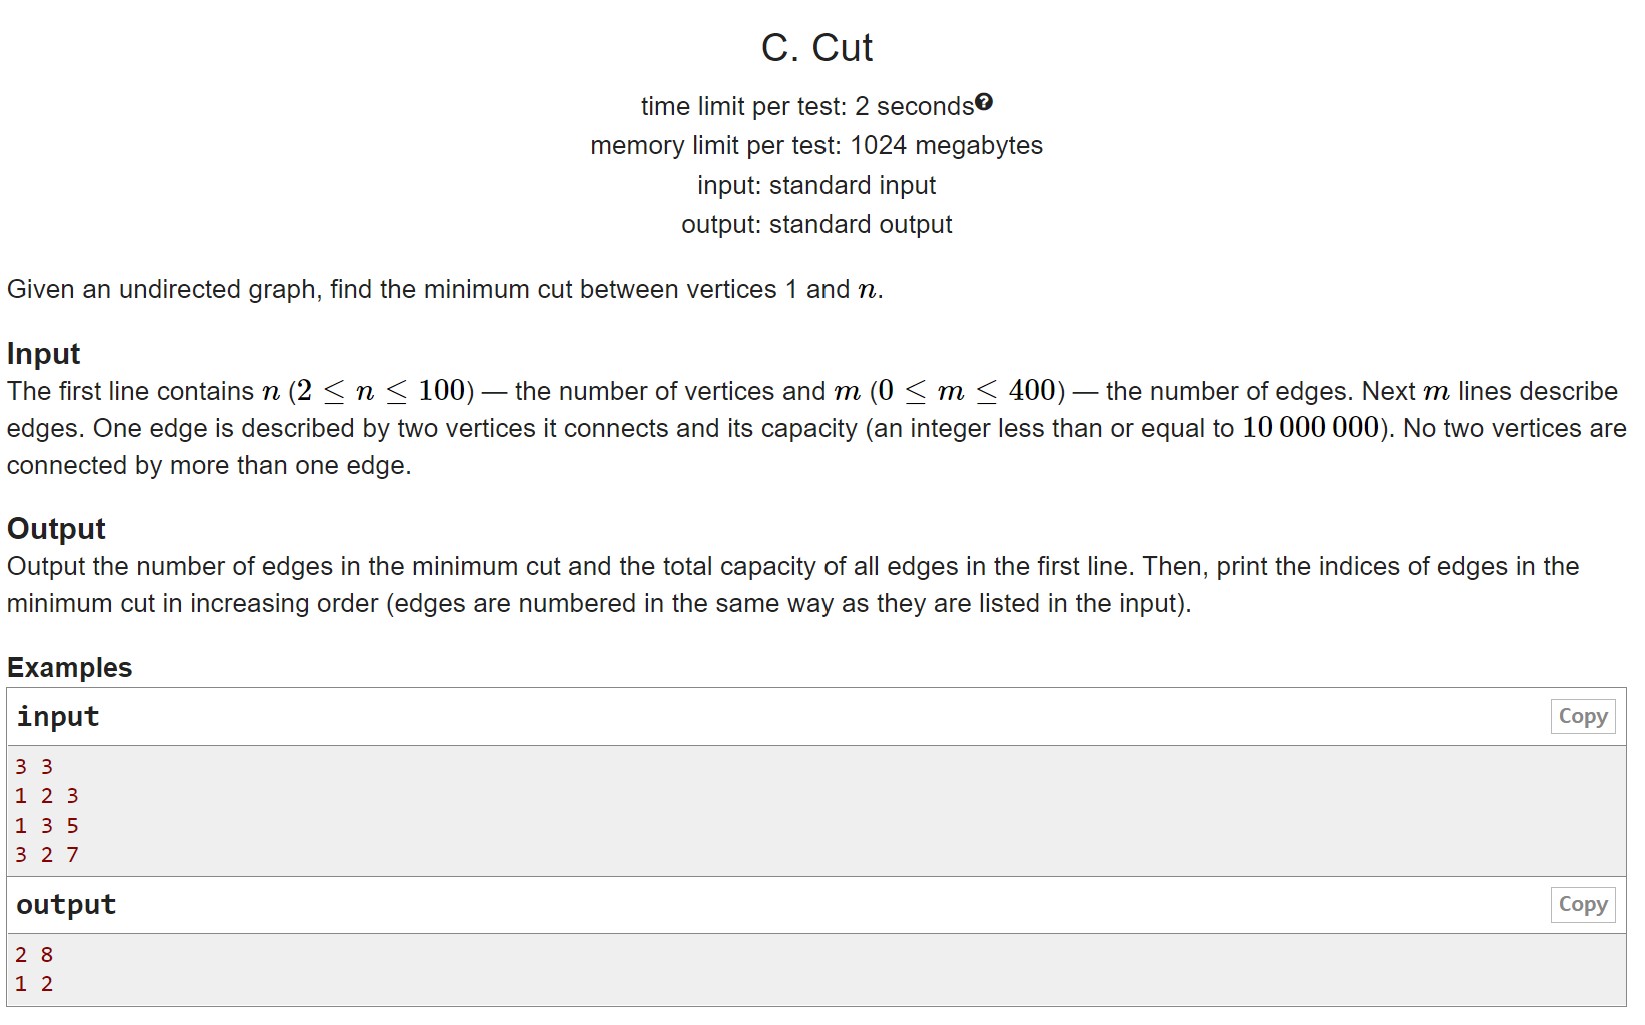 C. Cut
time limit per test: 2 seconds?
memory limit per test: 1024 megabytes
input: standard input
output: standard output
Given an undirected graph, find the minimum cut between vertices 1 and n.
Input
The first line contains n (2 ≤ n ≤ 100) — the number of vertices and m (0 ≤ m ≤ 400) — the number of edges. Next m lines describe
edges. One edge is described by two vertices it connects and its capacity (an integer less than or equal to 10 000 000). No two vertices are
connected by more than one edge.
Output
Output the number of edges in the minimum cut and the total capacity of all edges in the first line. Then, print the indices of edges in the
minimum cut in increasing order (edges are numbered in the same way as they are listed in the input).
Examples
input Copy
3 3
1 2 3
1 3 5
3 2 7
output Copy
2 8
1 2